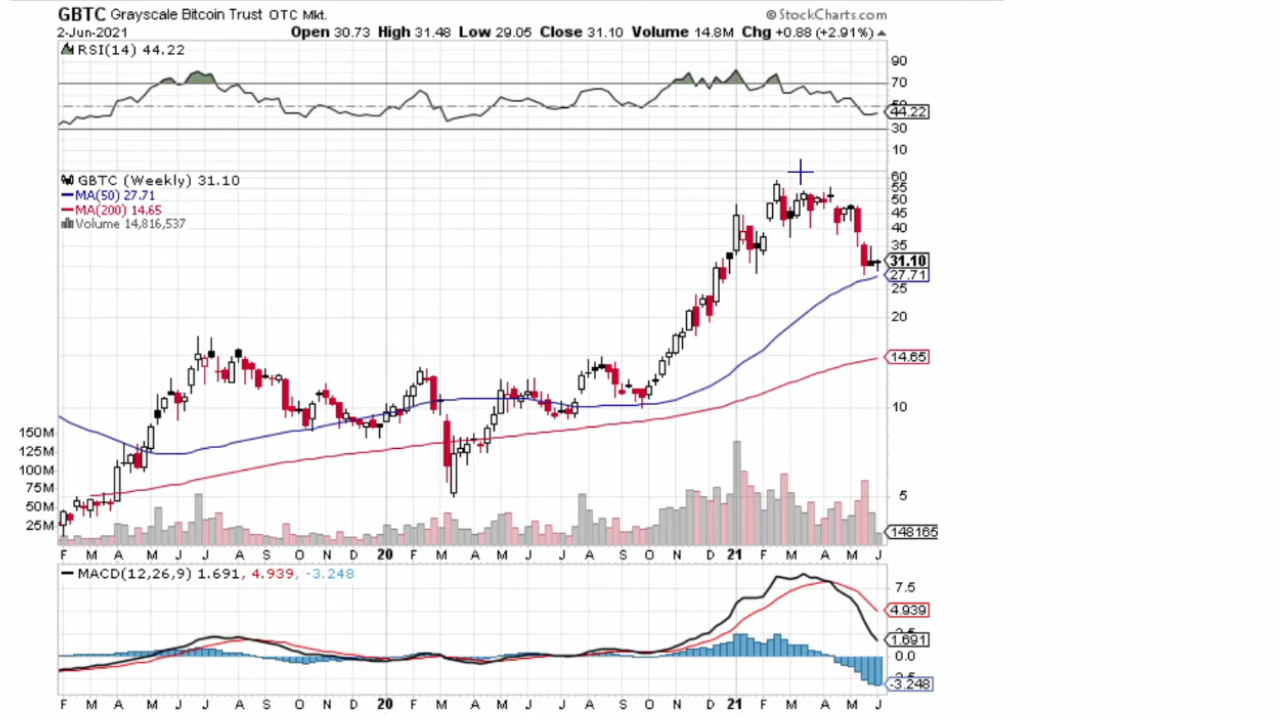 GBTC Grayscale Bitcoin Trust OTC Mkt. © StockCharts.com
2-Jun-2021 Open 30.73 High 31.48 Low 29.05 Close 31.10 Volume 14.8M Chg +0.88 (+2.91%)
RSI(14) 44.22
90
70
50
44.22
30
10
GBTC (Weekly) 31.10
MA(50) 27.71
MA(200) 14.65
Volume 14,816,537
60
55
50
45
40
35
31.10
27.71
25
20
14.65
10
5
148165
150M
125M
100M
75M
50M
25M
F M A M J J A S O N D 20 F M A M J J A S O N D 21 F M A M J
MACD(12,26,9) 1.691, 4.939, -3.248
7.5
4.939
2.5
1.691
0.0
-2.5
-3.248
F M A M J J A S O N D 20 F M A M J J A S O N D 21 F M A M J